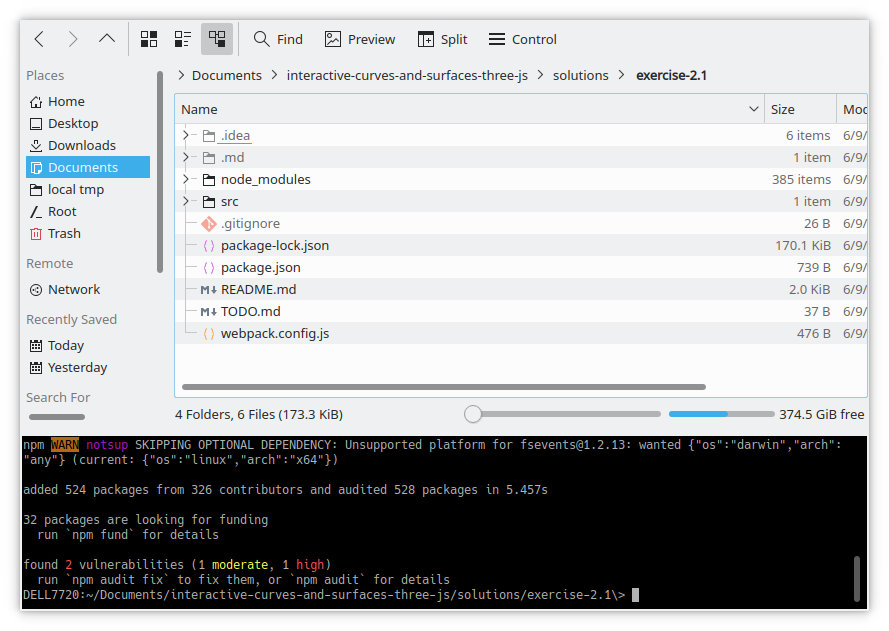 Find Preview Split Control
Places
Home
Desktop
Downloads
Documents
local tmp
Root
Trash
Remote
Network
Recently Saved
Today
Yesterday
Search For
> Documents > interactive-curves-and-surfaces-three-js > solutions > exercise-2.1
Name Size Mod
.idea 6 items 6/9/
.md 1 item 6/9/
node_modules 385 items 6/9/
src 1 item 6/9/
.gitignore 26 B 6/9/
package-lock.json 170.1 KiB 6/9/
package.json 739 B 6/9/
README.md 2.0 KiB 6/9/
TODO.md 37 B 6/9/
webpack.config.js 476 B 6/9/
4 Folders, 6 Files (173.3 KiB) 374.5 GiB free
npm WARN notsup SKIPPING OPTIONAL DEPENDENCY: Unsupported platform for fsevents@1.2.13: wanted {"os":"darwin","arch":
"any"} (current: {"os":"linux","arch":"x64"})
added 524 packages from 326 contributors and audited 528 packages in 5.457s
32 packages are looking for funding
run `npm fund` for details
found 2 vulnerabilities (1 moderate, 1 high)
run `npm audit fix` to fix them, or `npm audit` for details
DELL7720:~/Documents/interactive-curves-and-surfaces-three-js/solutions/exercise-2.1\>